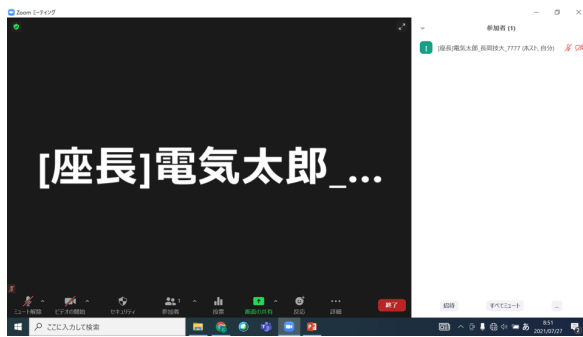 Zoom ミーティング
参加者 (1)
[ [座長]電気太郎_長岡技大_7777 (ホスト, 自分)
[座長]電気太郎_...
1
ミュート解除 ビデオの開始 セキュリティ 参加者 投票 画面の共有 反応 詳細 終了
招待 すべてミュート ...
ここに入力して検索
あ 8:51
2021/07/27
2